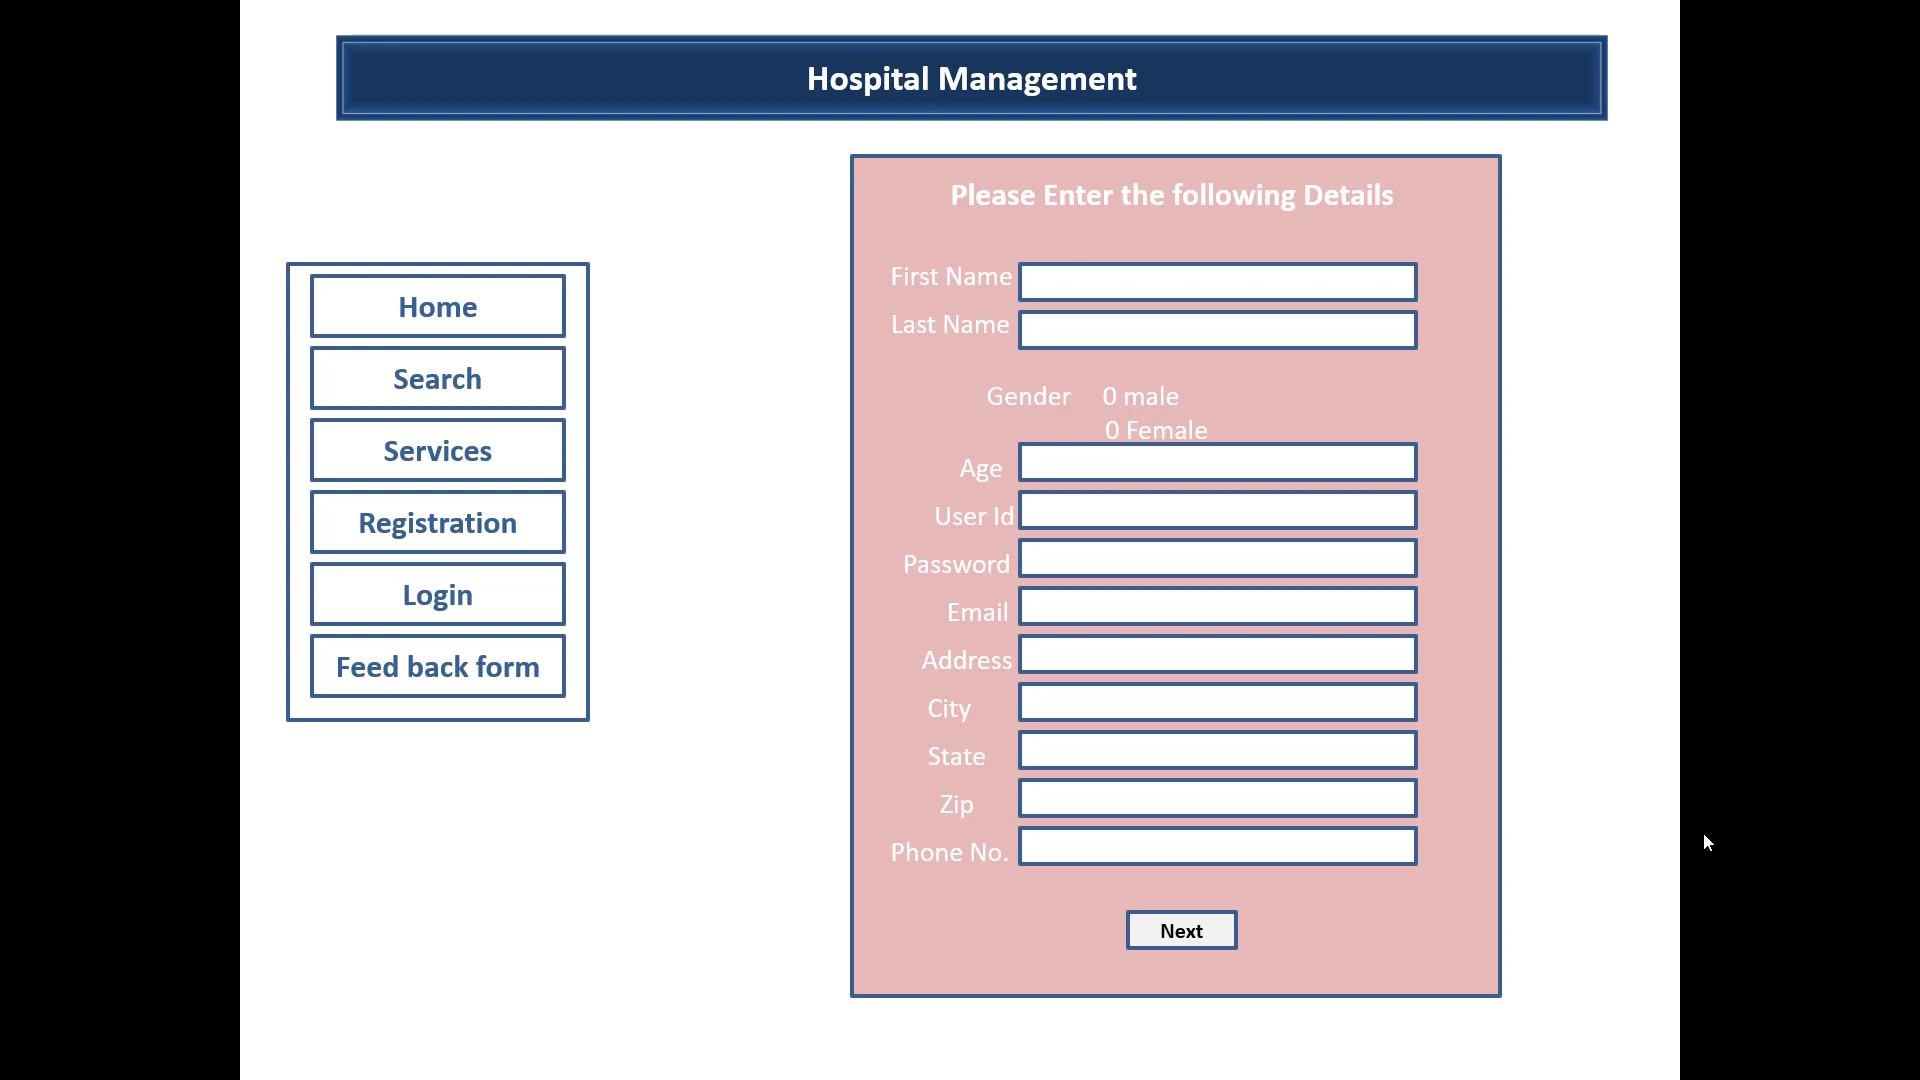 Hospital Management
Home
Search
Services
Registration
Login
Feed back form
Please Enter the following Details
First Name
Last Name
Gender 0 male
0 Female
Age
User Id
Password
Email
Address
City
State
Zip
Phone No.
Next